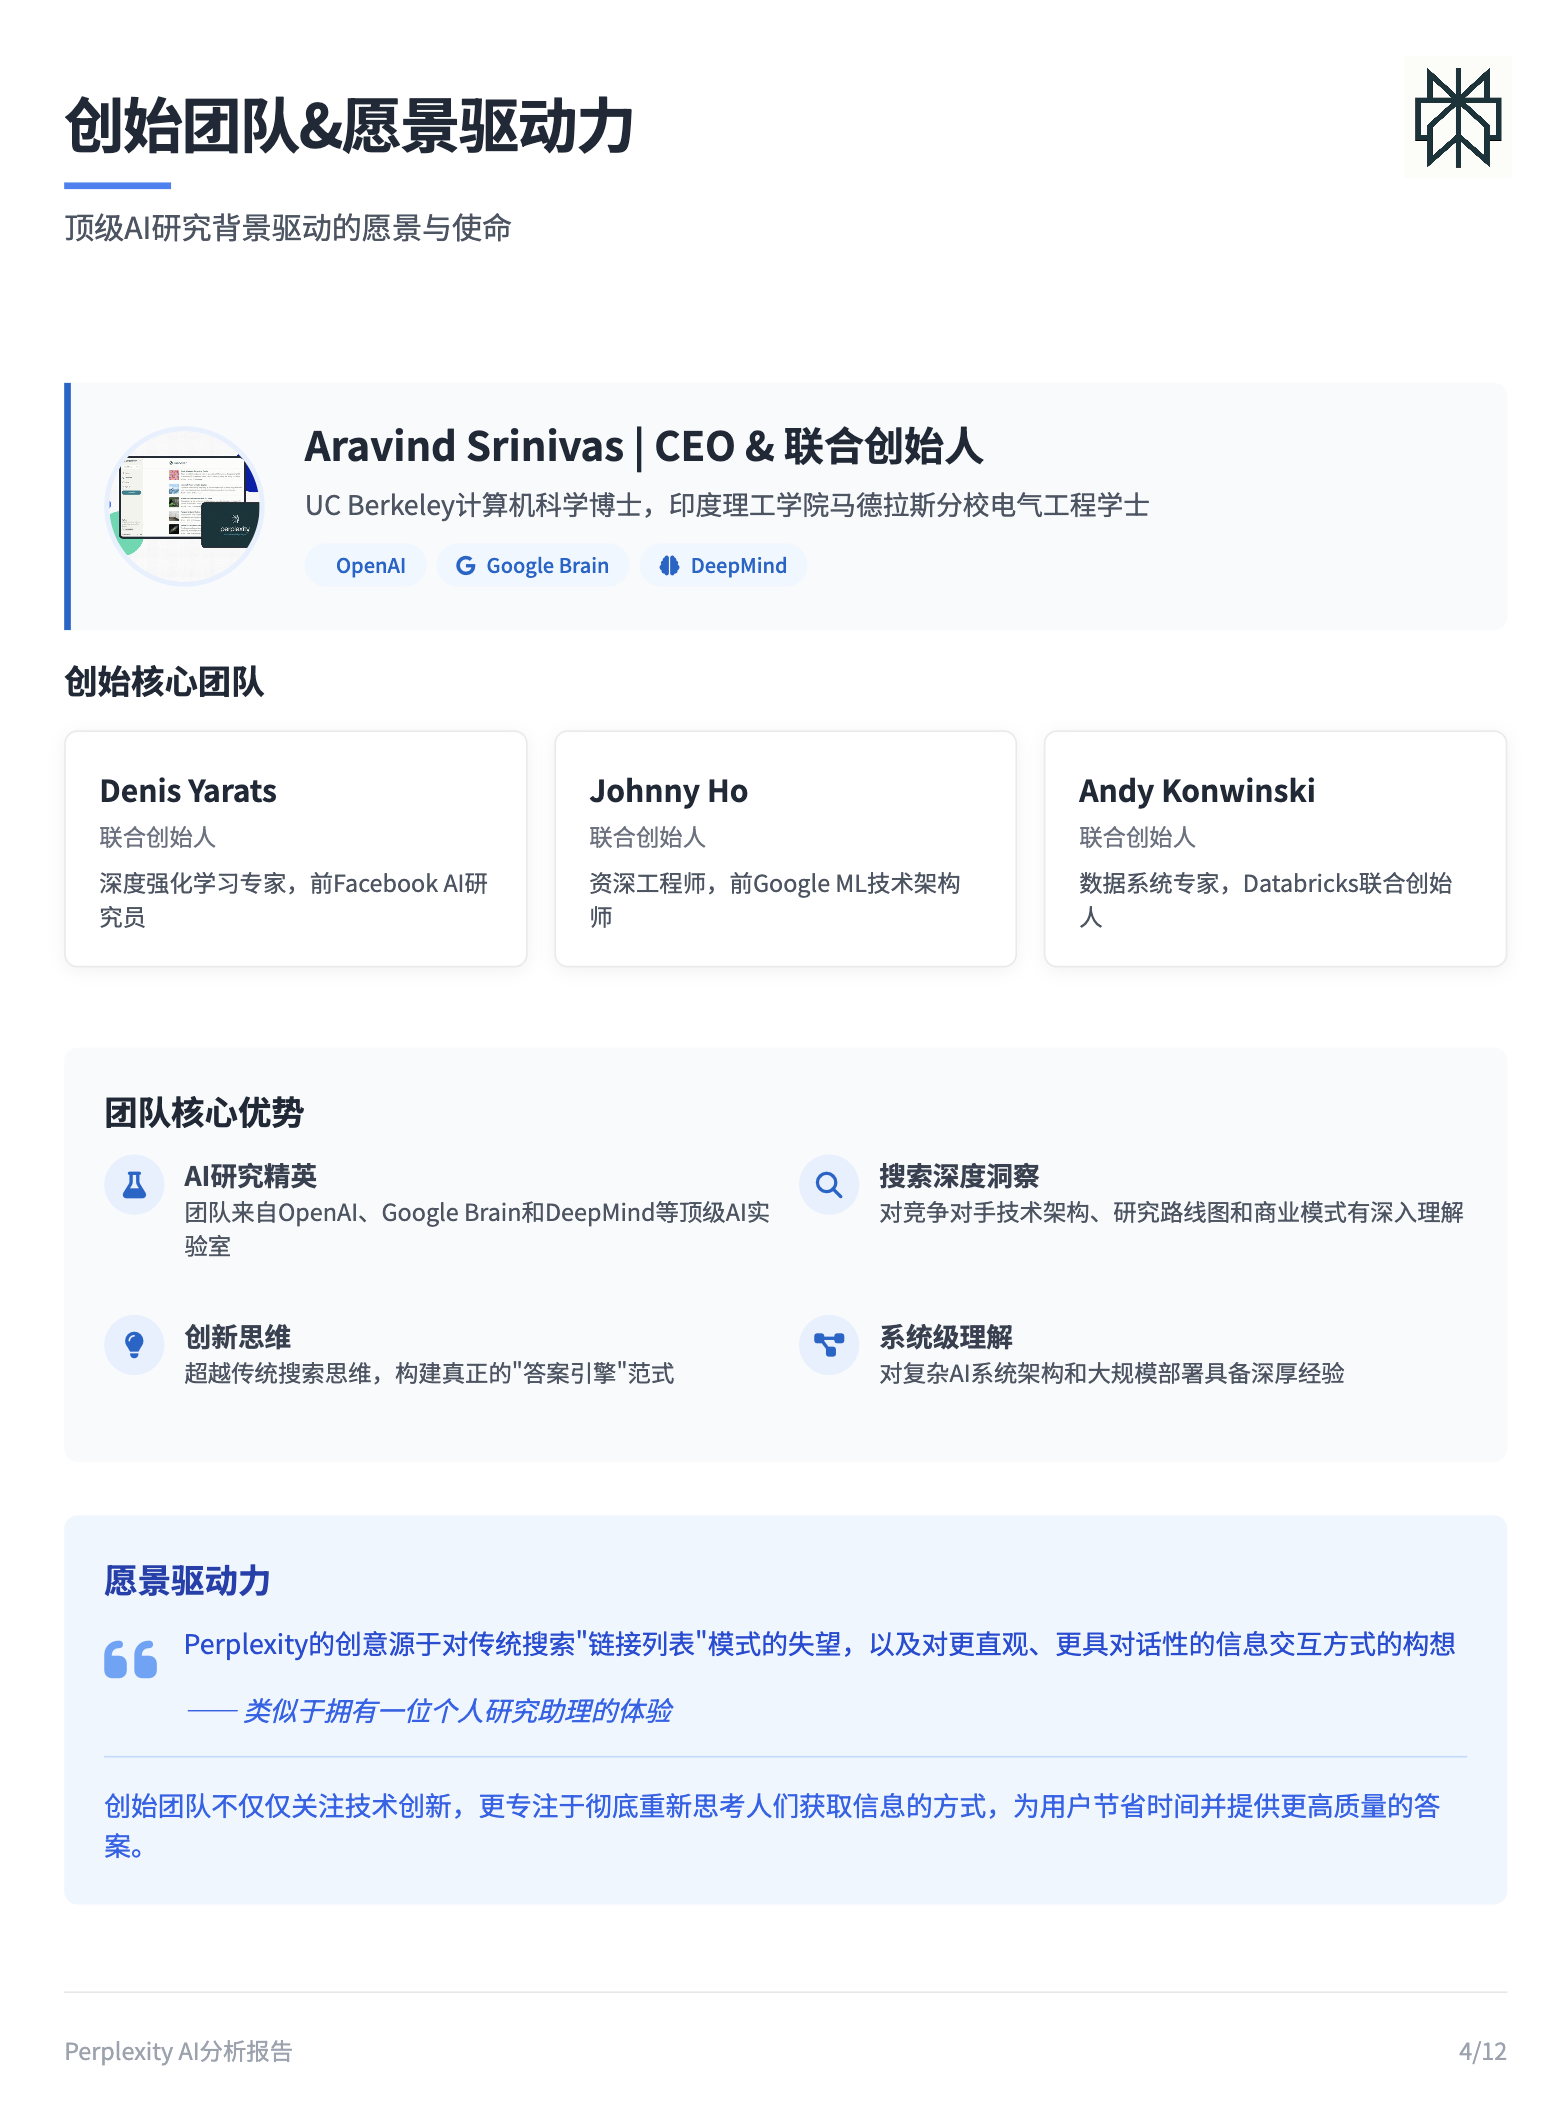 创始团队&愿景驱动力
顶级AI研究背景驱动的愿景与使命
perplexity
Aravind Srinivas | CEO & 联合创始人
UC Berkeley计算机科学博士，印度理工学院马德拉斯分校电气工程学士
OpenAI
Google Brain
DeepMind
创始核心团队
Denis Yarats
联合创始人
深度强化学习专家，前Facebook AI研
究员
Johnny Ho
联合创始人
资深工程师，前Google ML技术架构
师
Andy Konwinski
联合创始人
数据系统专家，Databricks联合创始
人
团队核心优势
AI研究精英
团队来自OpenAI、Google Brain和DeepMind等顶级AI实
验室
搜索深度洞察
对竞争对手技术架构、研究路线图和商业模式有深入理解
创新思维
超越传统搜索思维，构建真正的"答案引擎"范式
系统级理解
对复杂AI系统架构和大规模部署具备深厚经验
愿景驱动力
Perplexity的创意源于对传统搜索"链接列表"模式的失望，以及对更直观、更具对话性的信息交互方式的构想
—— 类似于拥有一位个人研究助理的体验
创始团队不仅仅关注技术创新，更专注于彻底重新思考人们获取信息的方式，为用户节省时间并提供更高质量的答
案。
Perplexity AI分析报告
4/12